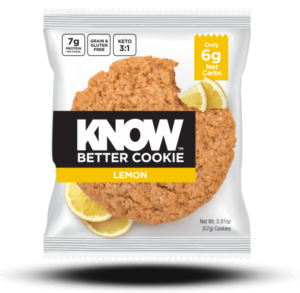 7g
PROTEIN
GRAIN &
GLUTEN
FREE
KETO
3:1
Only
6g
Net
Carbs
KNOW
BETTER COOKIE
LEMON
Net Wt. 2.01oz
(57g) Cookies